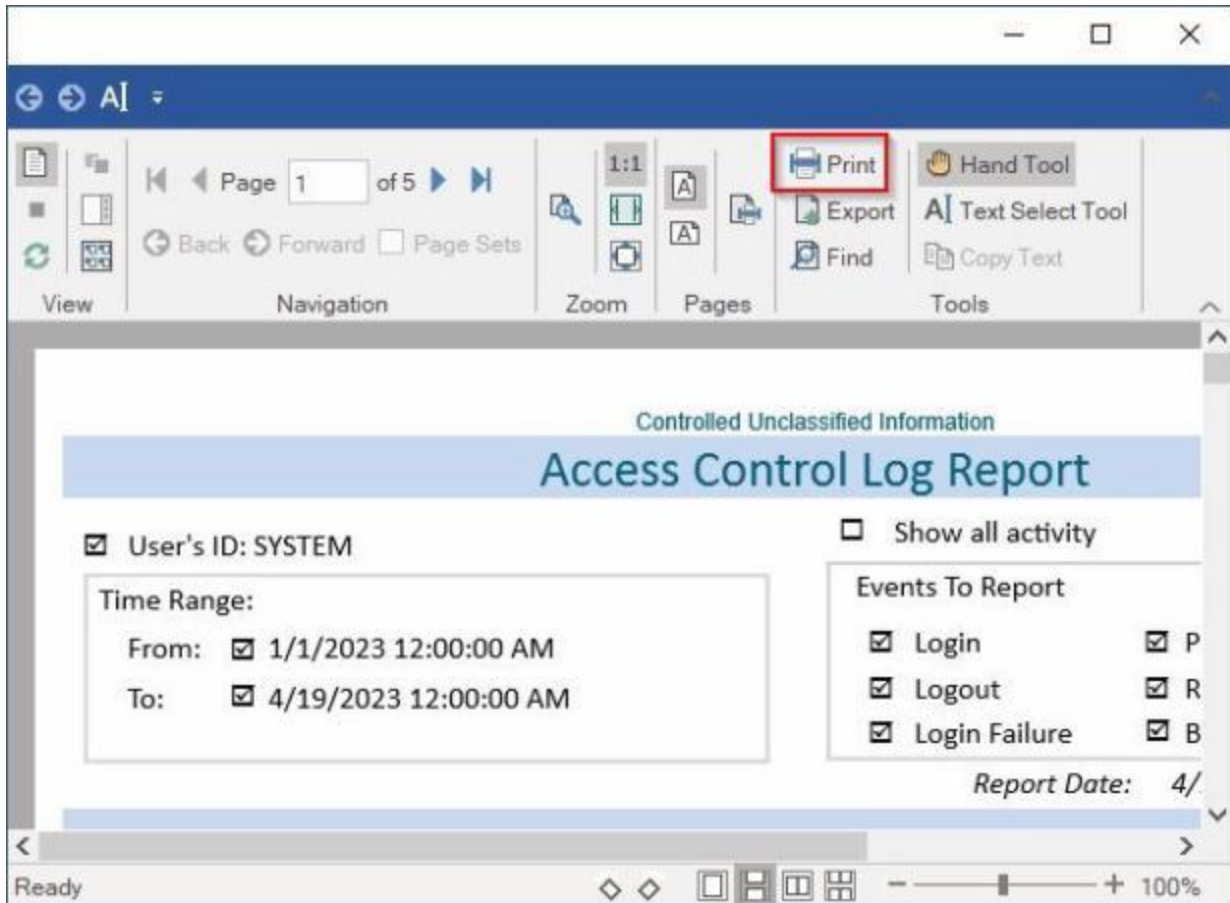 A
1:1
Print
Hand Tool
Page 1 of 5
Export
Text Select Tool
Back Forward Page Sets
Find
Copy Text
View
Navigation
Zoom
Pages
Tools
Controlled Unclassified Information
Access Control Log Report
User's ID: SYSTEM
Show all activity
Time Range:
Events To Report
From: 1/1/2023 12:00:00 AM
Login
P
To: 4/19/2023 12:00:00 AM
Logout
R
Login Failure
B
Report Date: 4/
Ready
100%